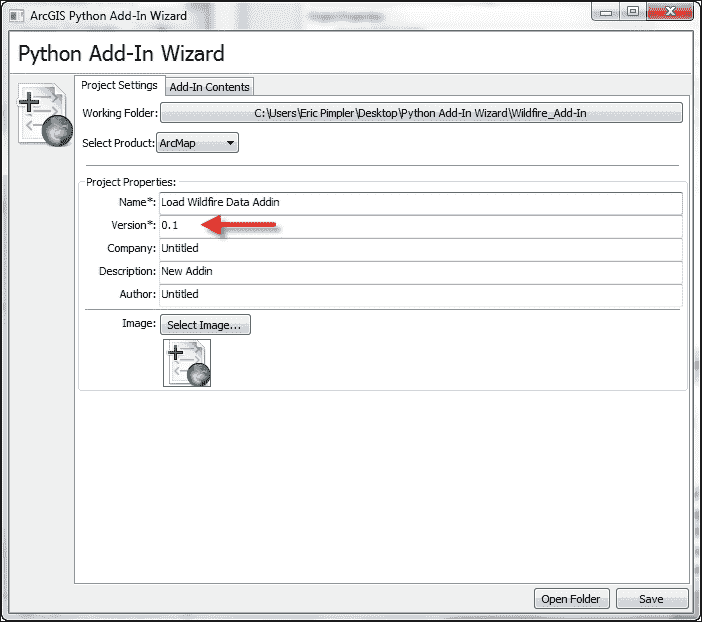 ArcGIS Python Add-In Wizard
Python Add-In Wizard
Project Settings
Add-In Contents
Working Folder: C:\Users\Eric Pimpler\Desktop\Python Add-In Wizard\Wildfire_Add-In
Select Product: ArcMap
Project Properties:
Name*: Load Wildfire Data Addin
Version*: 0.1
Company: Untitled
Description: New Addin
Author: Untitled
Image: Select Image...
Open Folder
Save